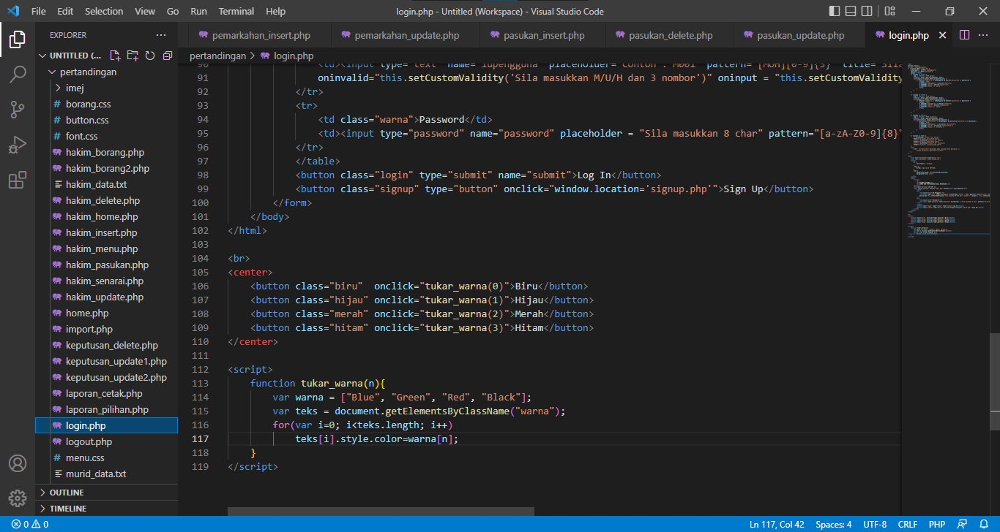 File Edit Selection View Go Run Terminal Help login.php - Untitled (Workspace) - Visual Studio Code
EXPLORER
UNTITLED (...
pertandingan
imej
borang.css
button.css
font.css
hakim_borang.php
hakim_borang2.php
hakim_data.txt
hakim_delete.php
hakim_home.php
hakim_insert.php
hakim_menu.php
hakim_pasukan.php
hakim_senarai.php
hakim_update.php
home.php
import.php
keputusan_delete.php
keputusan_update1.php
keputusan_update2.php
laporan_cetak.php
laporan_pilihan.php
login.php
logout.php
menu.css
murid_data.txt
OUTLINE
TIMELINE
pemarkahan_insert.php pemarkahan_update.php pasukan_insert.php pasukan_delete.php pasukan_update.php login.php
pertandingan > login.php
91 oninvalid="this.setCustomValidity('Sila masukkan M/U/H dan 3 nombor')" oninput = "this.setCustomValidity
92 </tr>
93 <tr>
94 <td class="warna">Password</td>
95 <td><input type="password" name="password" placeholder = "Sila masukkan 8 char" pattern="[a-zA-Z0-9]{8}"
96 </tr>
97 </table>
98 <button class="login" type="submit" name="submit">Log In</button>
99 <button class="signup" type="button" onclick="window.location='signup.php'">Sign Up</button>
100 </form>
101 </body>
102 </html>
103
104 <br>
105 <center>
106 <button class="biru"  onclick="tukar_warna(0)">Biru</button>
107 <button class="hijau" onclick="tukar_warna(1)">Hijau</button>
108 <button class="merah" onclick="tukar_warna(2)">Merah</button>
109 <button class="hitam" onclick="tukar_warna(3)">Hitam</button>
110 </center>
111
112 <script>
113 function tukar_warna(n){
114 var warna = ["Blue", "Green", "Red", "Black"];
115 var teks = document.getElementsByClassName("warna");
116 for(var i=0; i<teks.length; i++)
117 teks[i].style.color=warna[n];
118 }
119 </script>
0 0 Ln 117, Col 42 Spaces: 4 UTF-8 CRLF PHP